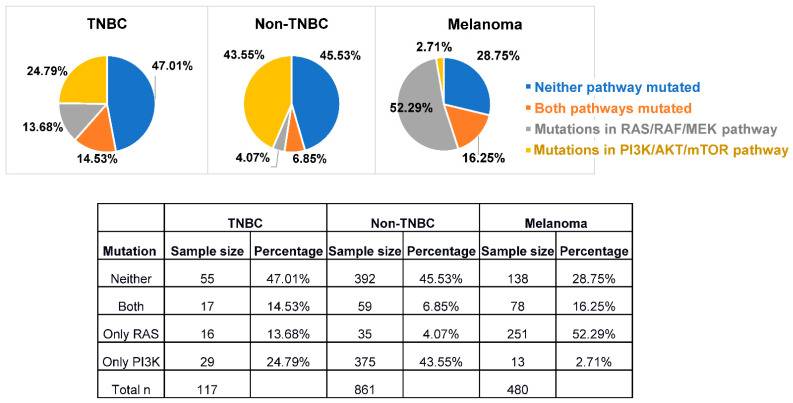 TNBC
Non-TNBC
Melanoma
47.01%
24.79%
13.68%
14.53%
43.55%
45.53%
4.07%
6.85%
2.71%
28.75%
52.29%
16.25%
Neither pathway mutated
Both pathways mutated
Mutations in RAS/RAF/MEK pathway
Mutations in PI3K/AKT/mTOR pathway
TNBC Non-TNBC Melanoma
Mutation Sample size Percentage Sample size Percentage Sample size Percentage
Neither 55 47.01% 392 45.53% 138 28.75%
Both 17 14.53% 59 6.85% 78 16.25%
Only RAS 16 13.68% 35 4.07% 251 52.29%
Only PI3K 29 24.79% 375 43.55% 13 2.71%
Total n 117 861 480